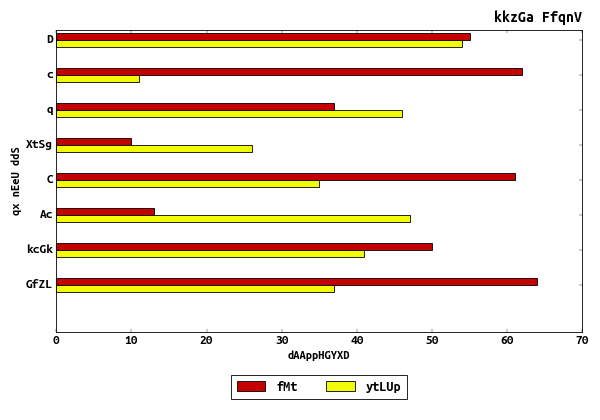 kkzGa FfqnV
D
c
q
XtSg
C
Ac
kcGk
GfZL
qx nEeU ddS
0 10 20 30 40 50 60 70
dAAppHGYXD
fMt ytLUp